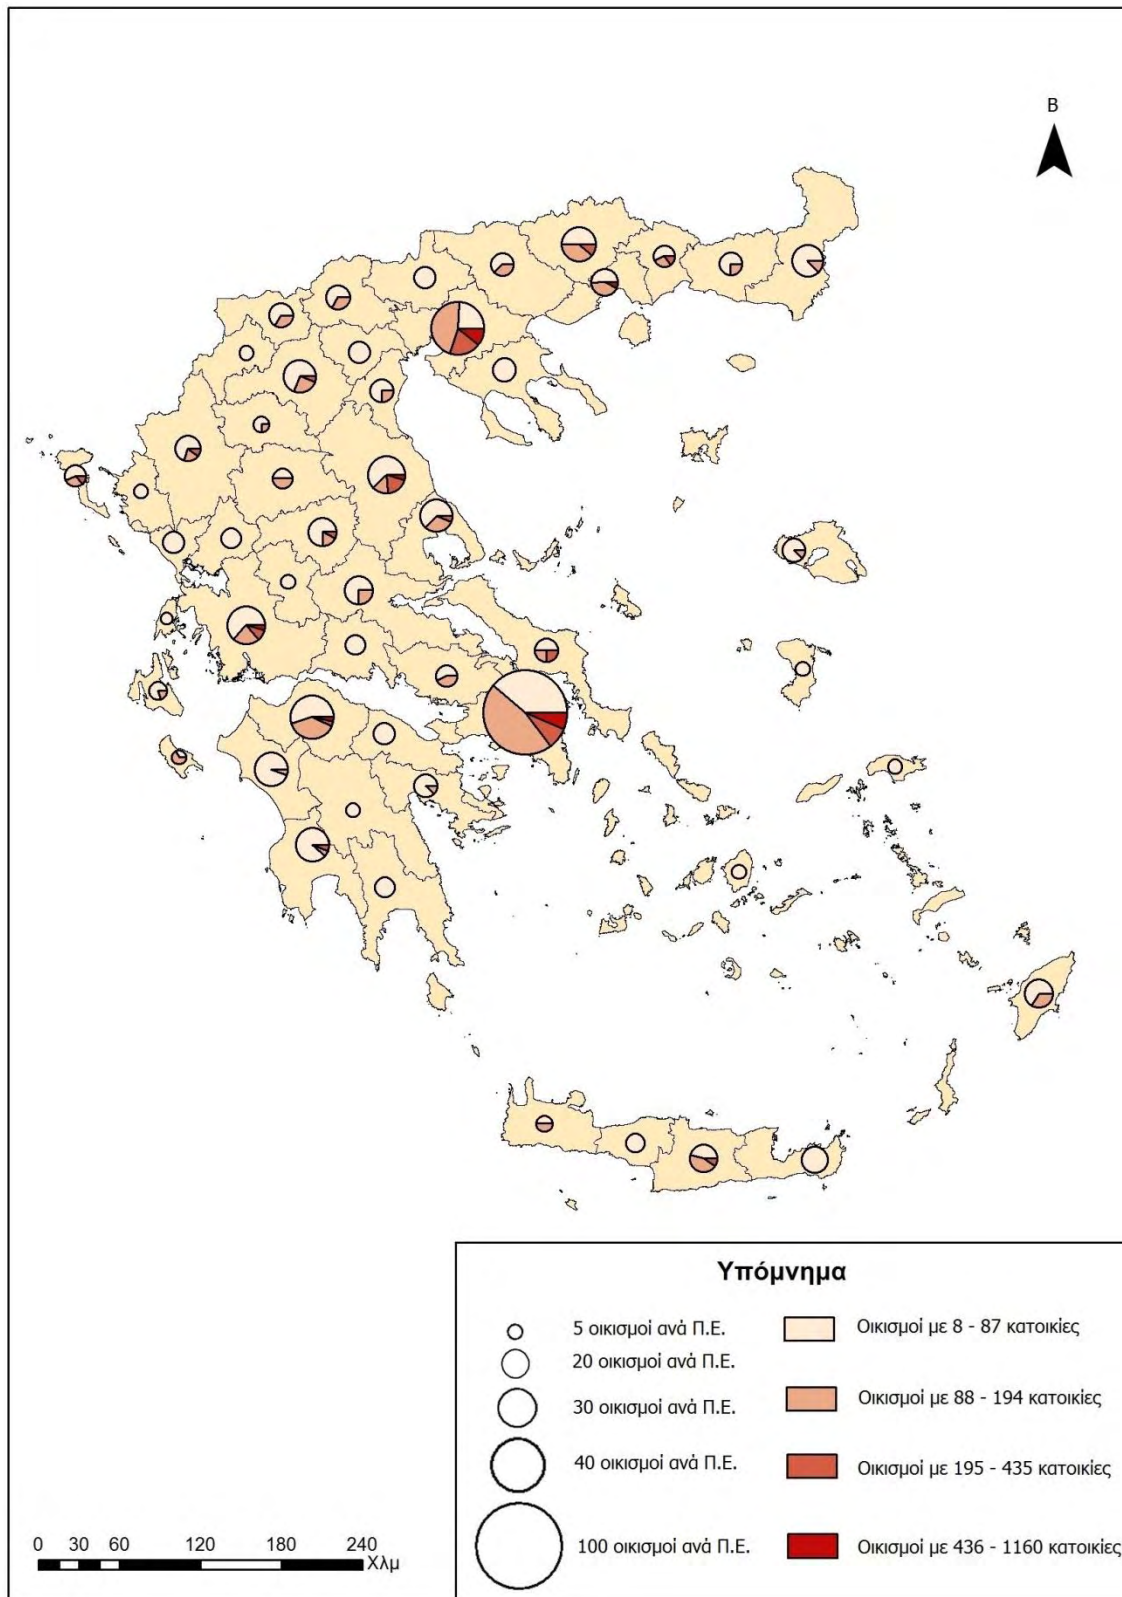 Β
Υπόμνημα
5 οικισμοί ανά Π.Ε.
Οικισμοί με 8 - 87 κατοικίες
20 οικισμοί ανά Π.Ε.
30 οικισμοί ανά Π.Ε.
Οικισμοί με 88 - 194 κατοικίες
40 οικισμοί ανά Π.Ε.
Οικισμοί με 195 - 435 κατοικίες
100 οικισμοί ανά Π.Ε.
Οικισμοί με 436 - 1160 κατοικίες
0 30 60 120 180 240
Χλμ